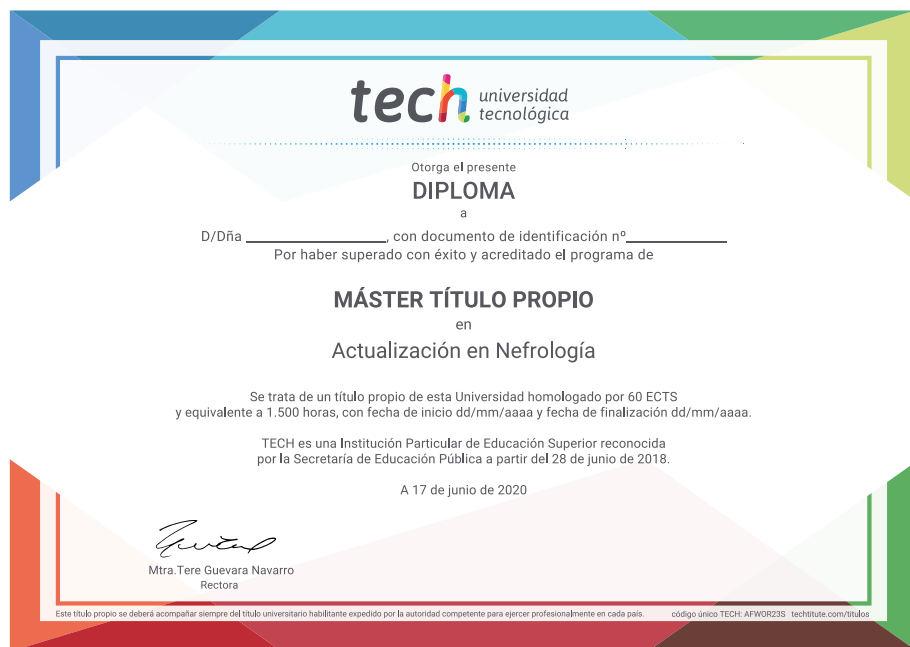 tech universidad
tecnológica
Otorga el presente
DIPLOMA
a
D/Dña ____________________, con documento de identificación nº______________
Por haber superado con éxito y acreditado el programa de
MÁSTER TÍTULO PROPIO
en
Actualización en Nefrología
Se trata de un título propio de esta Universidad homologado por 60 ECTS
y equivalente a 1.500 horas, con fecha de inicio dd/mm/aaaa y fecha de finalización dd/mm/aaaa.
TECH es una Institución Particular de Educación Superior reconocida
por la Secretaría de Educación Pública a partir del 28 de junio de 2018.
A 17 de junio de 2020
Mtra.Tere Guevara Navarro
Rectora
Este título propio se deberá acompañar siempre del título universitario habilitante expedido por la autoridad competente para ejercer profesionalmente en cada país. código único TECH: AFWOR23S techtitute.com/titulos